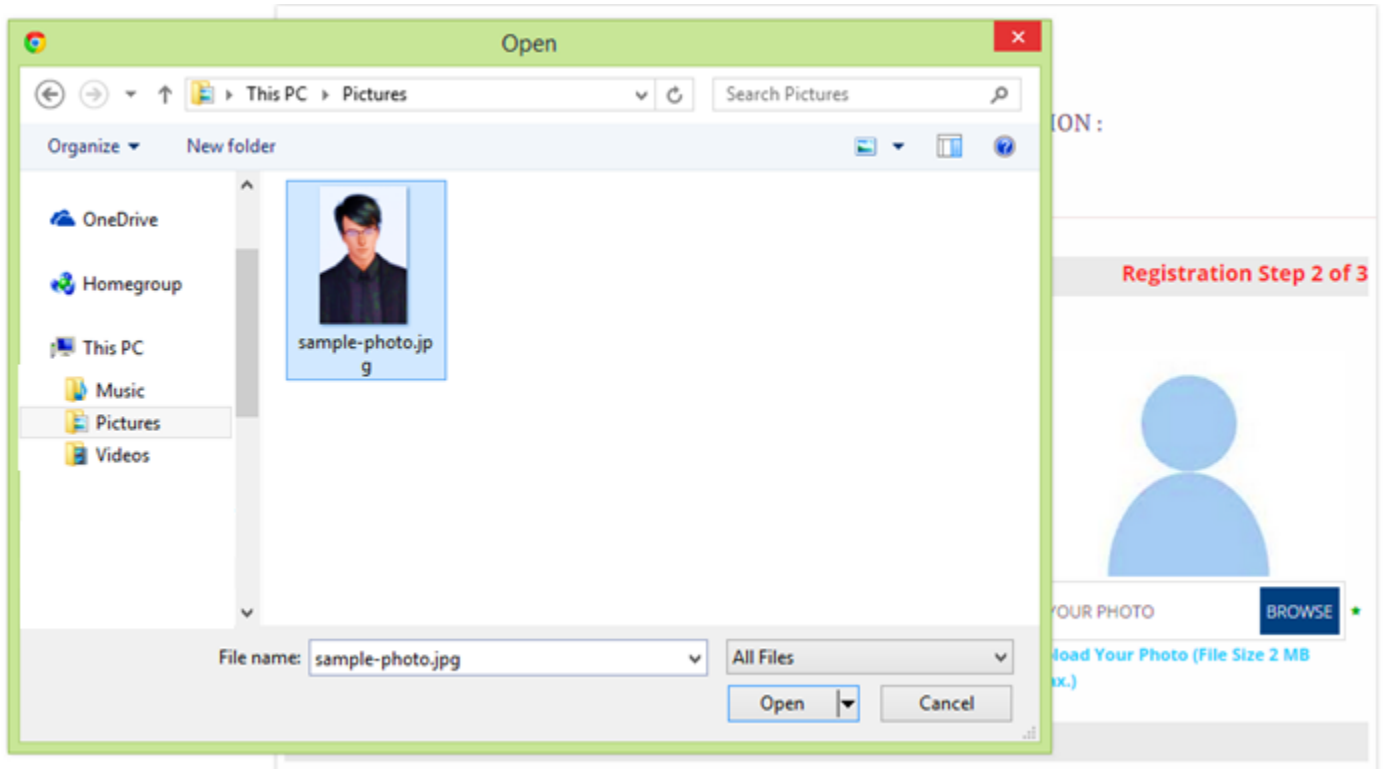 Open
This PC Pictures
Search Pictures
ION :
Organize
New folder
OneDrive
Homegroup
This PC
Music
Pictures
Videos
sample-photo.jp
g
Registration Step 2 of 3
YOUR PHOTO
BROWSE *
File name: sample-photo.jpg
All Files
load Your Photo (File Size 2 MB
ax.)
Open
Cancel